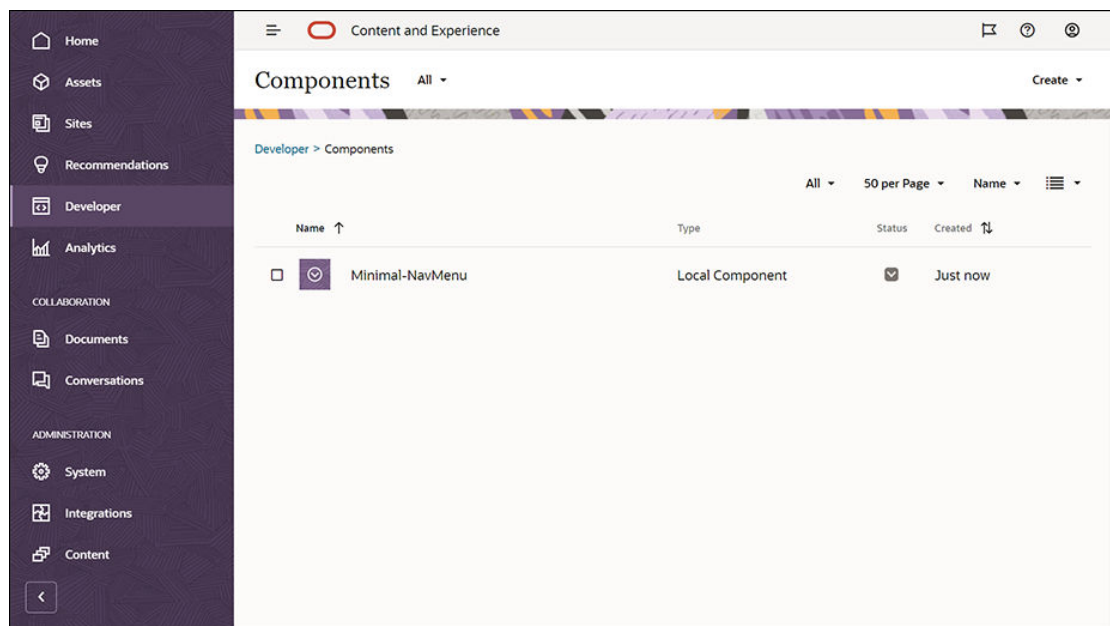 Home
Assets
Sites
Recommendations
Developer
Analytics
COLLABORATION
Documents
Conversations
ADMINISTRATION
System
Integrations
Content
Content and Experience
Components All
Create
Developer > Components
All 50 per Page Name
Name Type Status Created
Minimal-NavMenu Local Component Just now